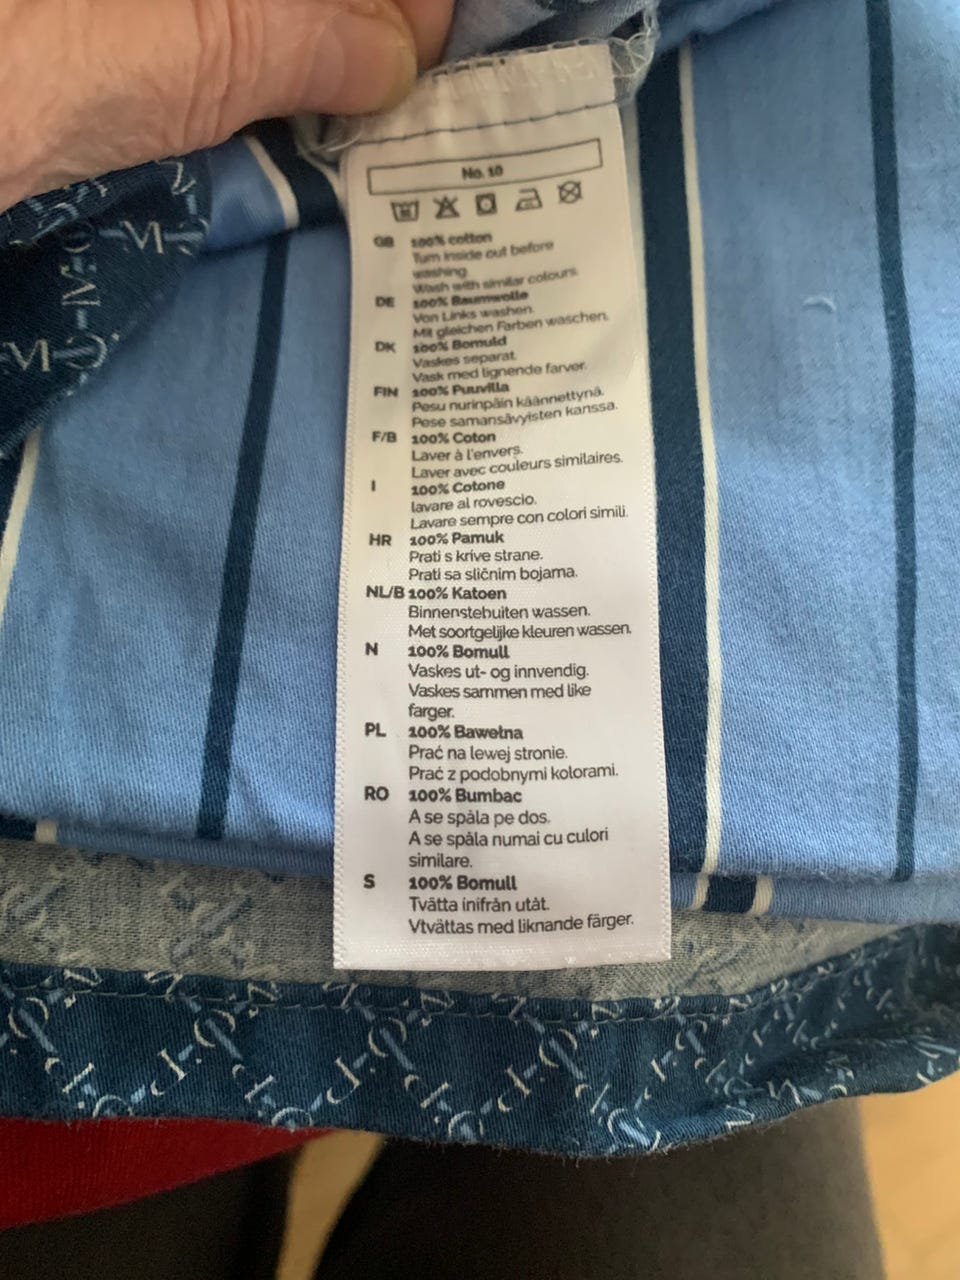 No. 10
GB 100% cotton
Turn inside out before
washing
Wash with similar colours.
DE 100% Baumwolle
Von Links washen.
Mit gleichen Farben waschen.
DK 100% Bomuld
Vaskes separat.
Vask med lignende farver.
FIN 100% Puuvilla
Pesu nurinpäin käännettynä.
Pese samansävyisten kanssa.
F/B 100% Coton
Laver à l'envers.
Laver avec couleurs similaires.
I 100% Cotone
lavare al rovescio.
Lavare sempre con colori simili.
HR 100% Pamuk
Prati s krive strane.
Prati sa sličnim bojama.
NL/B 100% Katoen
Binnenstebuiten wassen.
Met soortgelijke kleuren wassen.
N 100% Bomull
Vaskes ut- og innvendig.
Vaskes sammen med like
farger.
PL 100% Bawełna
Prać na lewej stronie.
Prać z podobnymi kolorami.
RO 100% Bumbac
A se spăla pe dos.
A se spăla numai cu culori
similare.
S 100% Bomull
Tvätta inifrån utåt.
Vtvättas med liknande färger.